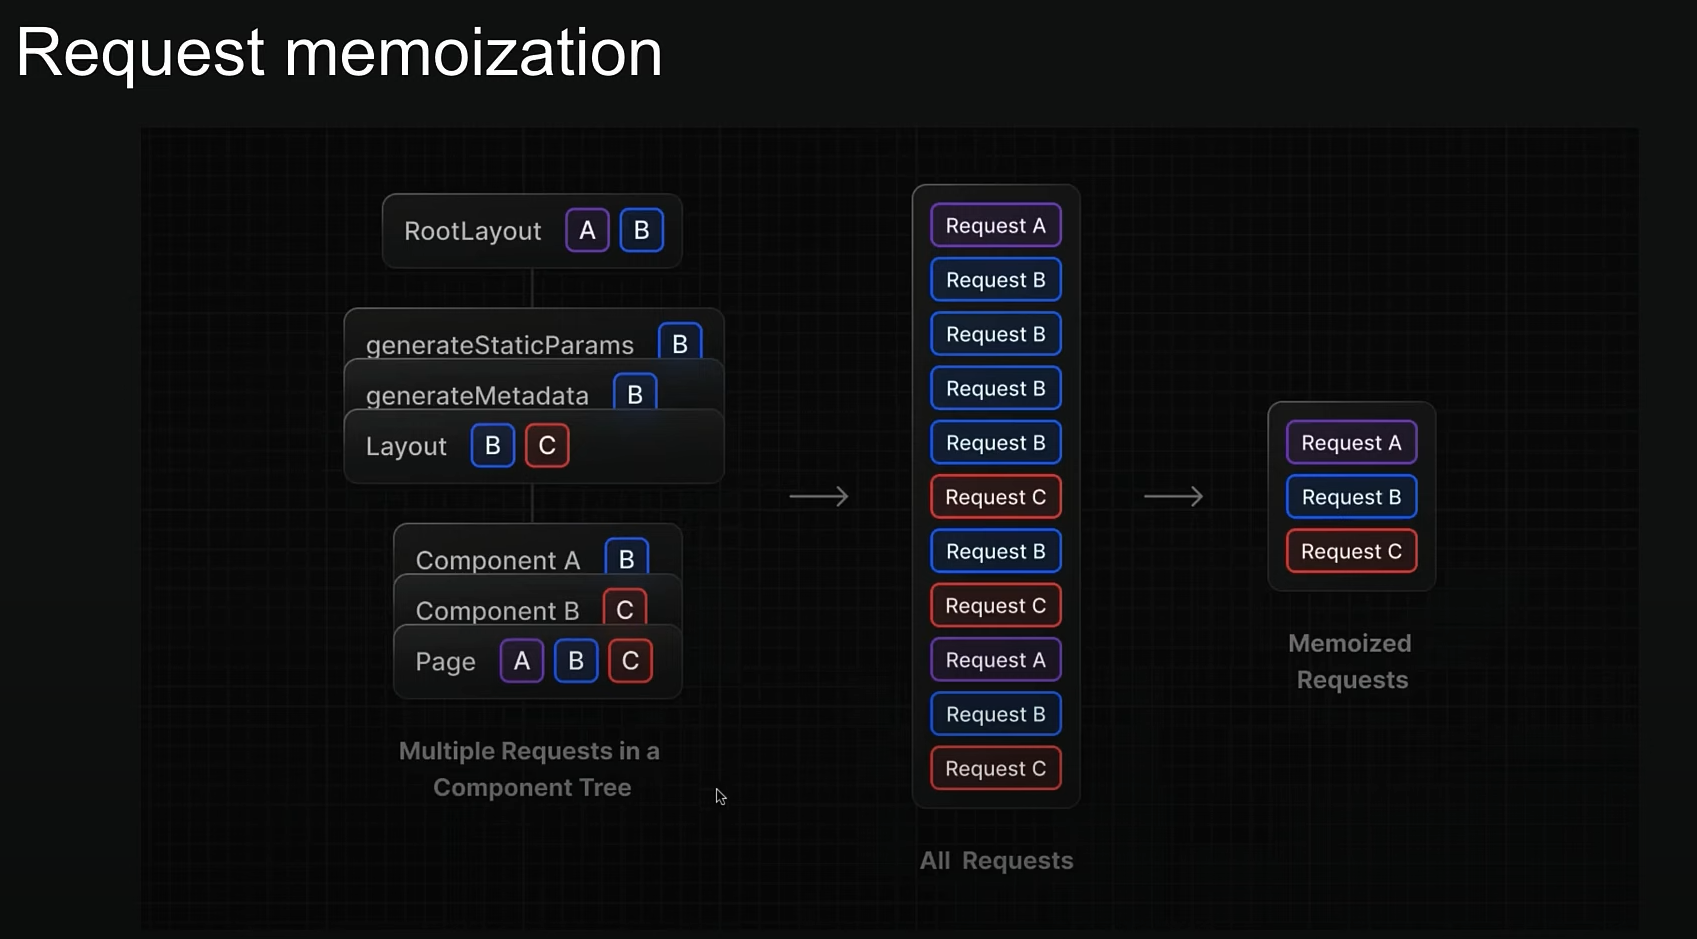 Request memoization
RootLayout A B
generateStaticParams B
generateMetadata B
Layout B C
Component A B
Component B C
Page A B C
Multiple Requests in a
Component Tree
Request A
Request B
Request B
Request B
Request B
Request C
Request B
Request C
Request A
Request B
Request C
All Requests
Request A
Request B
Request C
Memoized
Requests